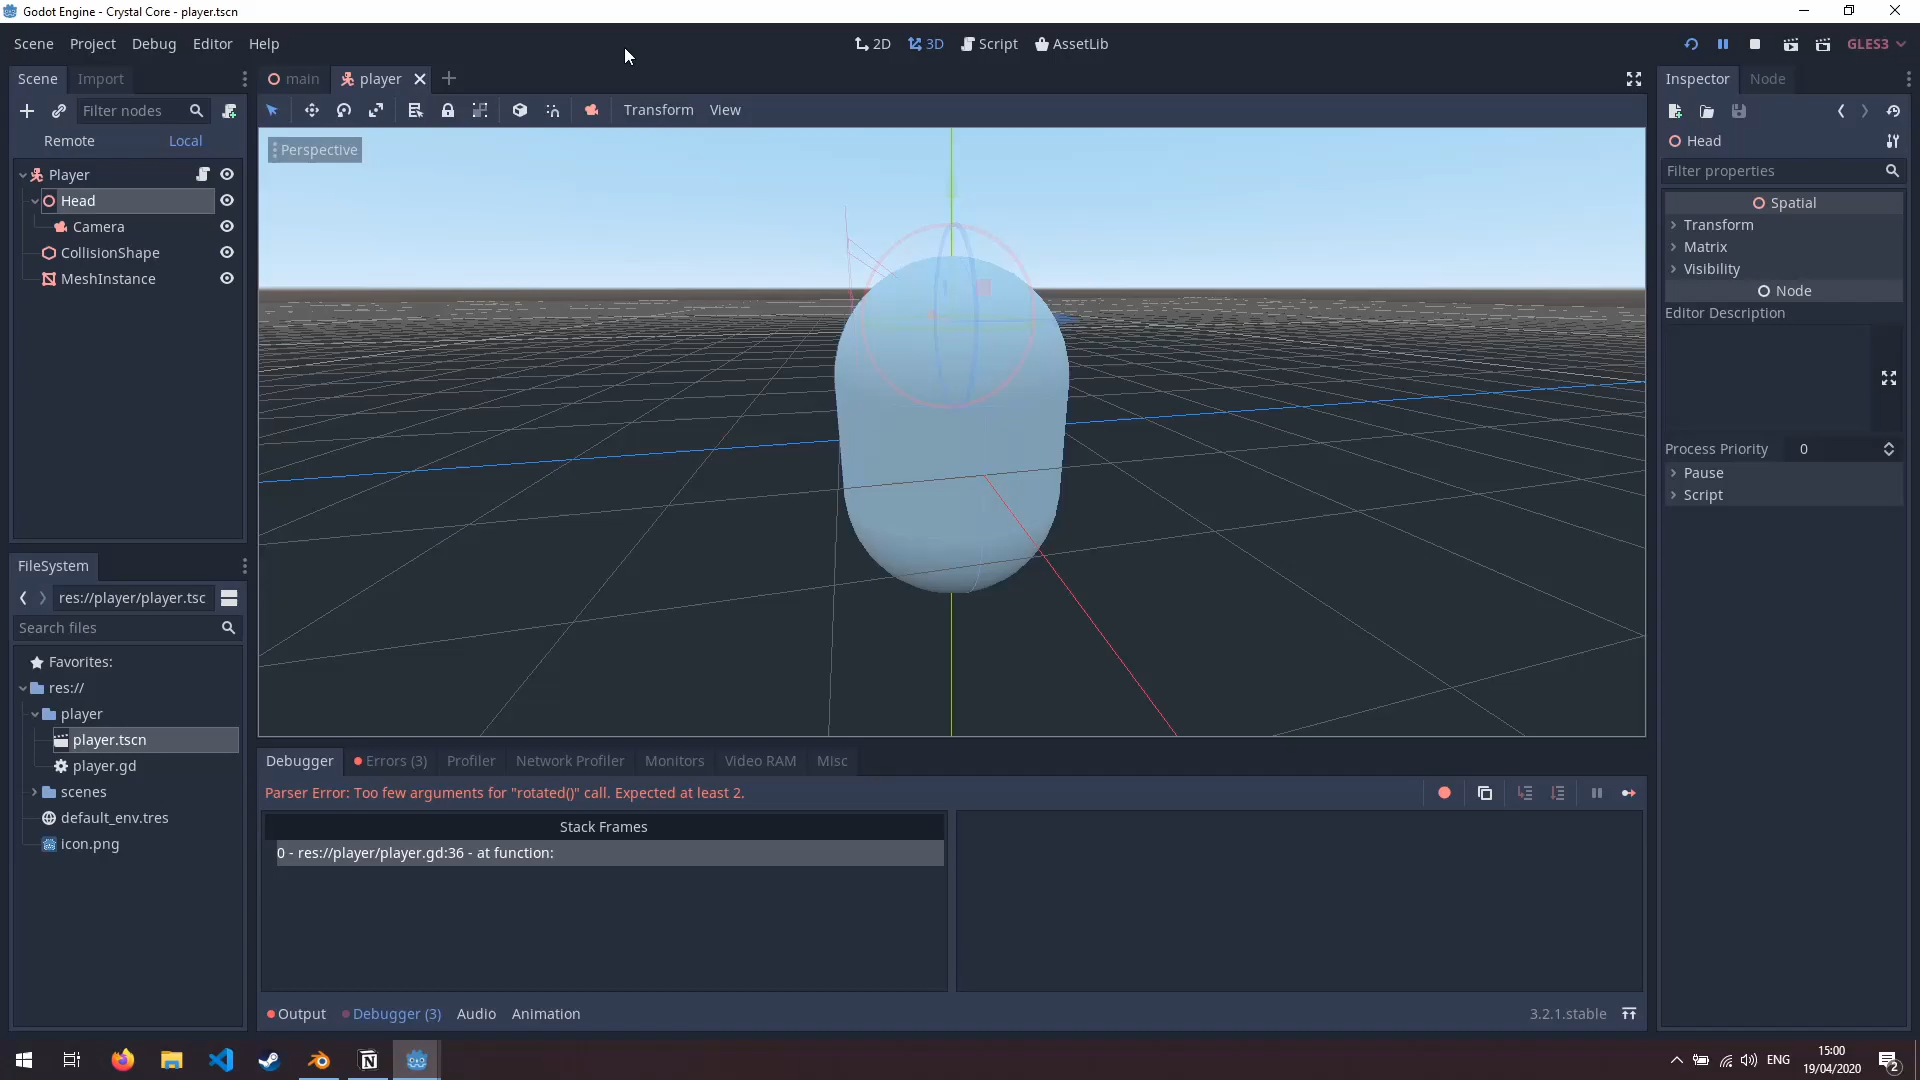 Godot Engine - Crystal Core - player.tscn
Scene Project Debug Editor Help
2D 3D Script AssetLib
GLES3
Scene Import
main player
Inspector Node
Filter nodes
Transform View
Remote Local
Perspective
Head
Filter properties
Player
Head
Camera
CollisionShape
MeshInstance
Spatial
Transform
Matrix
Visibility
Node
Editor Description
Process Priority 0
Pause
Script
FileSystem
res://player/player.tsc
Search files
Favorites:
res://
player
player.tscn
player.gd
scenes
default_env.tres
icon.png
Debugger Errors (3) Profiler Network Profiler Monitors Video RAM Misc
Parser Error: Too few arguments for "rotated()" call. Expected at least 2.
Stack Frames
0 - res://player/player.gd:36 - at function:
Output Debugger (3) Audio Animation
3.2.1.stable
ENG
15:00
19/04/2020
2